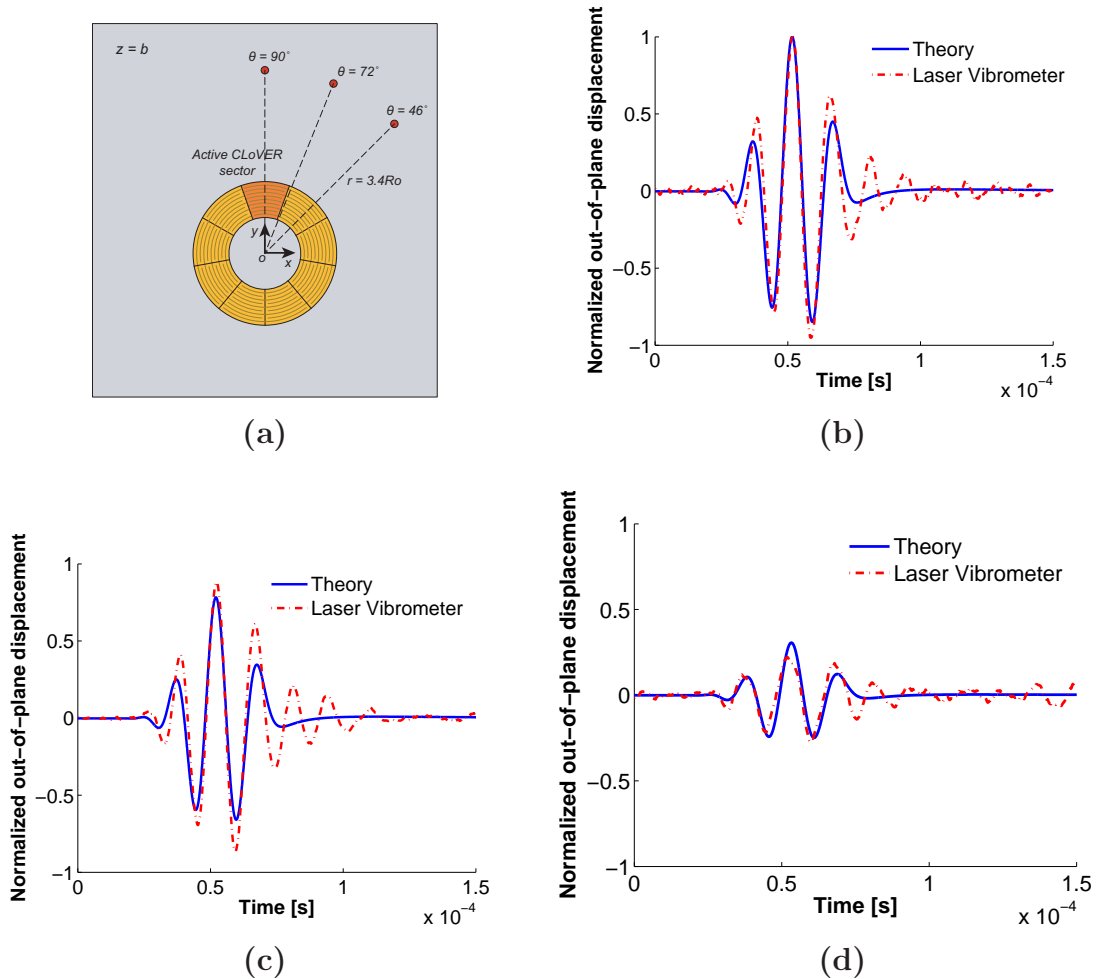 z = b
θ = 90°
θ = 72°
θ = 46°
Active CLoVER
sector
r = 3.4Ro
y
o
x
(a)
Normalized out−of−plane displacement
1
0.5
0
−0.5
−1
Theory
Laser Vibrometer
0
0.5
1
1.5
Time [s]
x 10⁻⁴
(b)
Normalized out−of−plane displacement
1
0.5
0
−0.5
−1
Theory
Laser Vibrometer
0
0.5
1
1.5
Time [s]
x 10⁻⁴
(c)
Normalized out−of−plane displacement
1
0.5
0
−0.5
−1
Theory
Laser Vibrometer
0
0.5
1
1.5
Time [s]
x 10⁻⁴
(d)